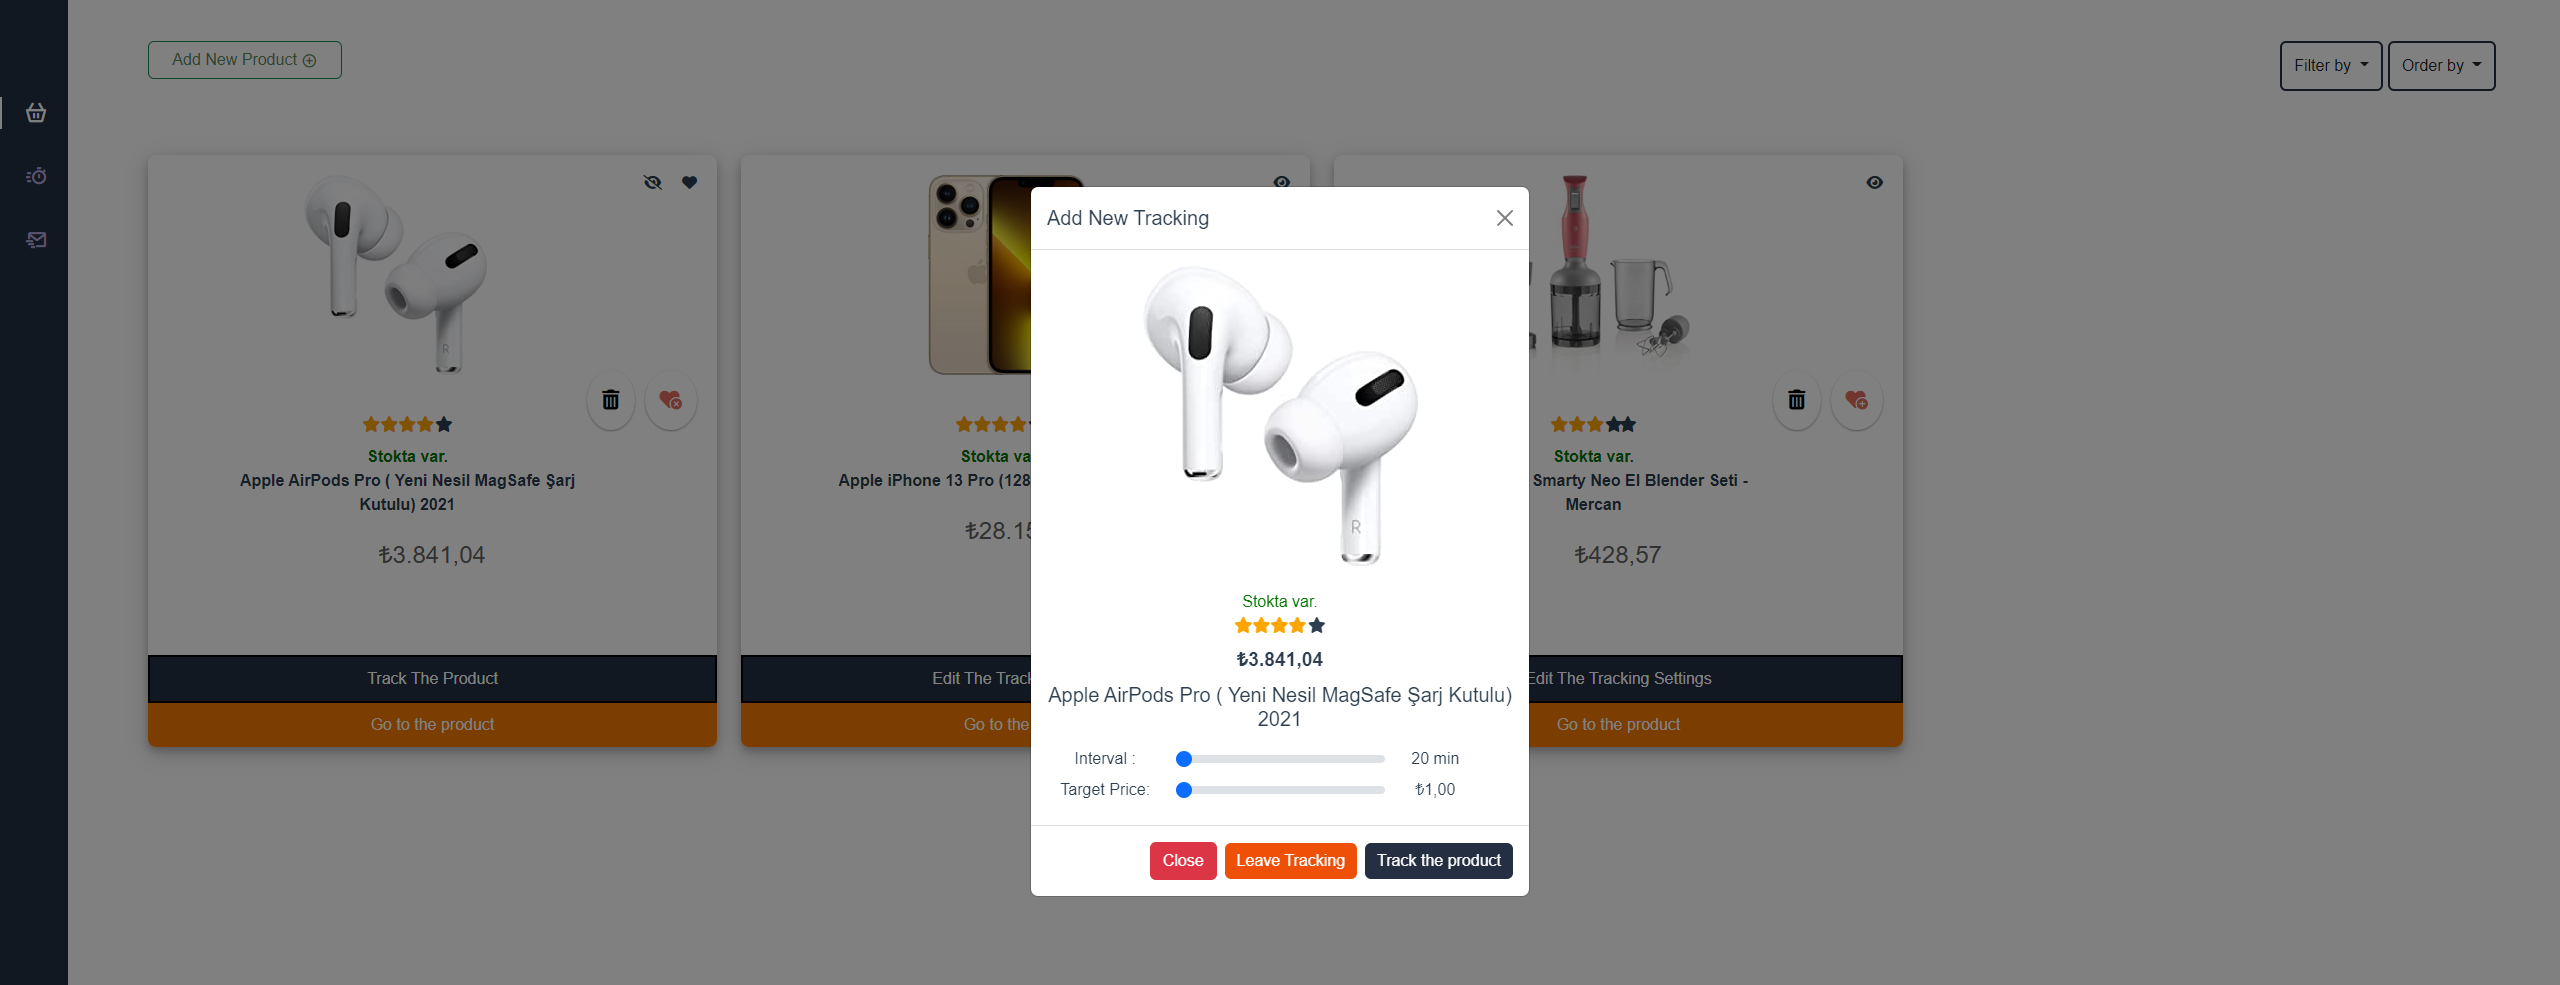 Add New Product
Filter by
Order by
Stokta var.
Apple AirPods Pro ( Yeni Nesil MagSafe Şarj
Kutulu) 2021
₺3.841,04
Track The Product
Go to the product
Stokta va
Apple iPhone 13 Pro (128
₺28.15
Edit The Track
Go to the
Add New Tracking
R
Stokta var.
₺3.841,04
Apple AirPods Pro ( Yeni Nesil MagSafe Şarj Kutulu)
2021
Interval :
20 min
Target Price:
₺1,00
Close
Leave Tracking
Track the product
Stokta var.
Smarty Neo El Blender Seti -
Mercan
₺428,57
Edit The Tracking Settings
Go to the product